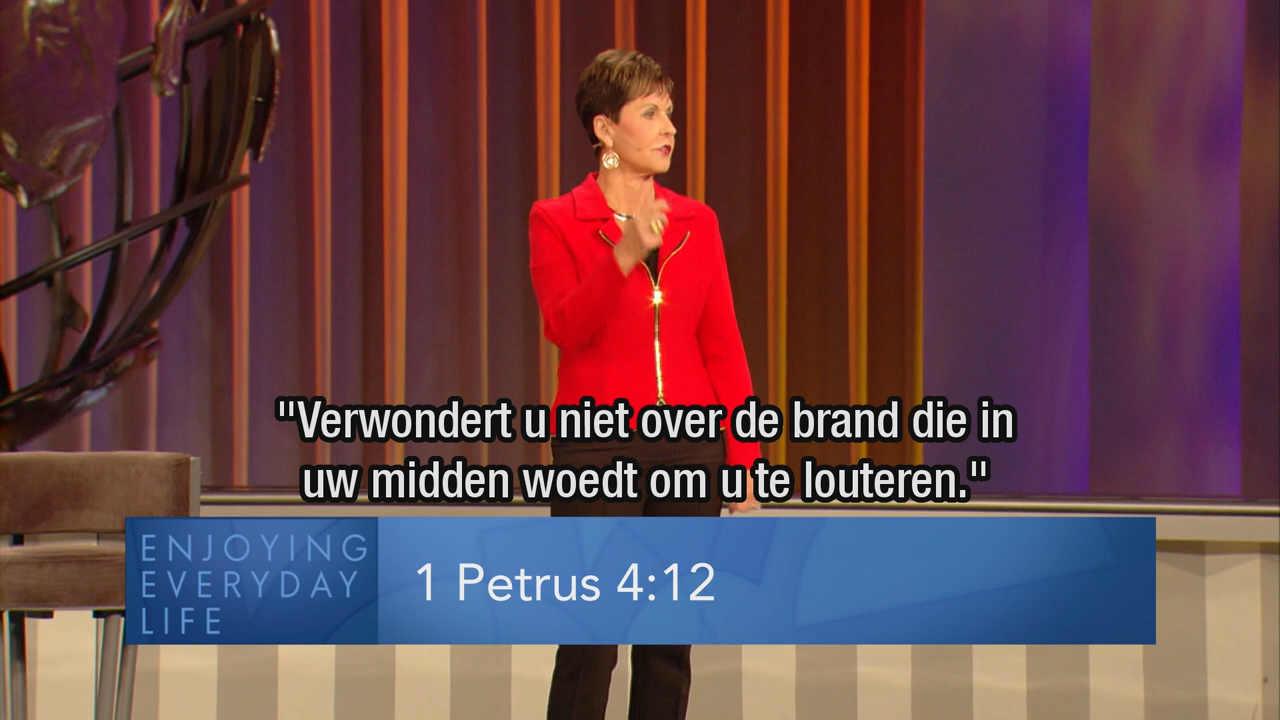 "Verwondert u niet over de brand die in
uw midden woedt om u te louteren."
ENJOYING
EVERYDAY
LIFE
1 Petrus 4:12